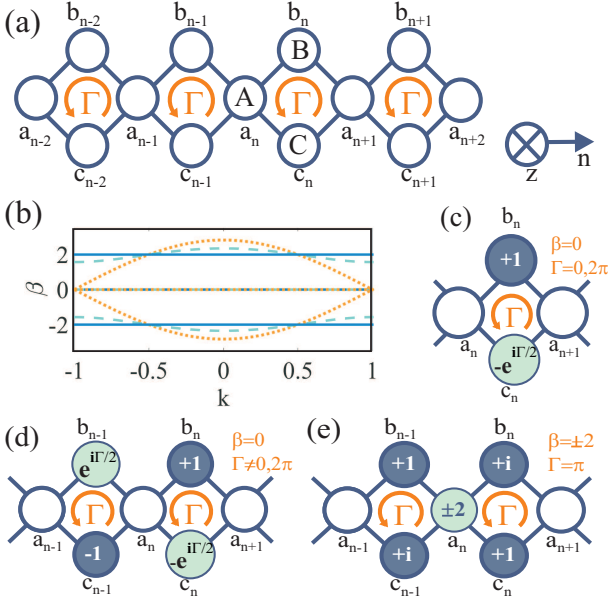 (a)
b_{n-2} b_{n-1} b_n b_{n+1}
B
Γ Γ A Γ Γ
a_{n-2} a_{n-1} a_n a_{n+1} a_{n+2}
C
c_{n-2} c_{n-1} c_n c_{n+1}
z n
(b)
β
2
0
-2
-1 -0.5 0 0.5 1
k
(c)
b_n
β=0
Γ=0,2π
+1
Γ
a_n a_{n+1}
-e^{iΓ/2}
c_n
(d)
b_{n-1} b_n
β=0
Γ≠0,2π
e^{iΓ/2} +1
Γ Γ
a_{n-1} a_n a_{n+1}
-1 -e^{iΓ/2}
c_{n-1} c_n
(e)
b_{n-1} b_n
β=±2
Γ=π
+1 +i
Γ ±2 Γ
a_{n-1} a_n a_{n+1}
+i +1
c_{n-1} c_n